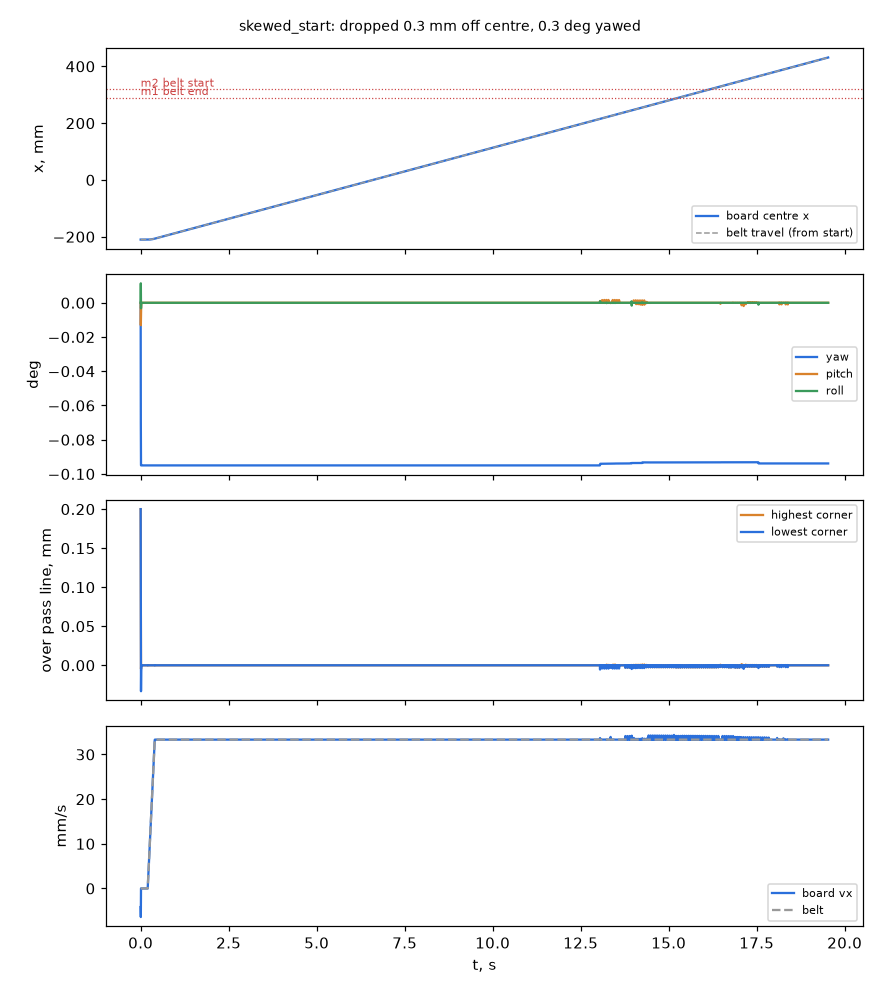 skewed_start: dropped 0.3 mm off centre, 0.3 deg yawed
400
200
0
−200
x, mm
m2 belt start
m1 belt end
board centre x
belt travel (from start)
0.00
−0.02
−0.04
−0.06
−0.08
−0.10
deg
yaw
pitch
roll
0.20
0.15
0.10
0.05
0.00
over pass line, mm
highest corner
lowest corner
30
20
10
0
mm/s
board vx
belt
0.0 2.5 5.0 7.5 10.0 12.5 15.0 17.5 20.0
t, s